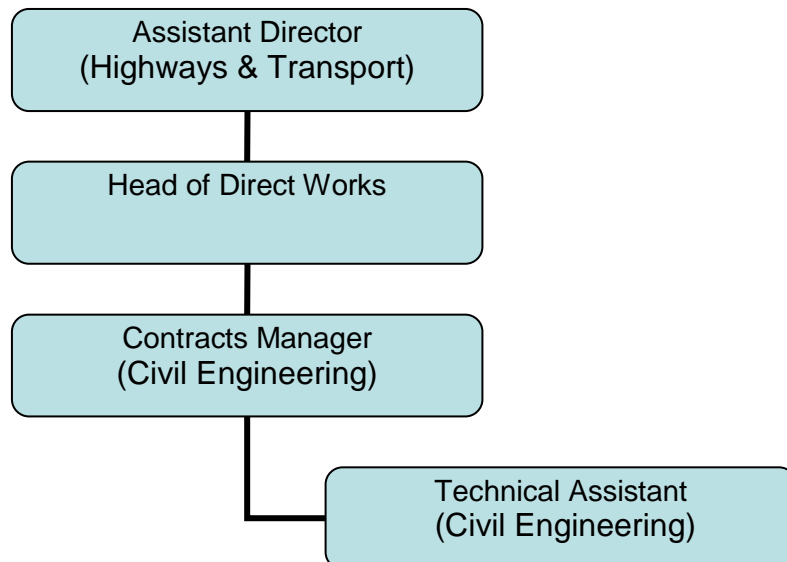 Assistant Director
(Highways & Transport)
Head of Direct Works
Contracts Manager
(Civil Engineering)
Technical Assistant
(Civil Engineering)